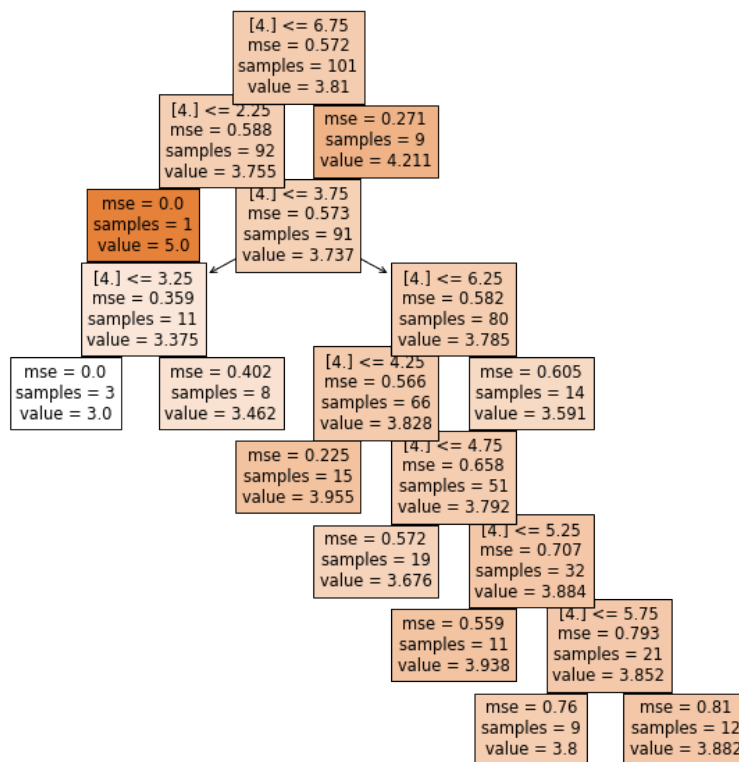 [4.] <= 6.75
mse = 0.572
samples = 101
value = 3.81
[4.] <= 2.25
mse = 0.588
samples = 92
value = 3.755
mse = 0.271
samples = 9
value = 4.211
mse = 0.0
samples = 1
value = 5.0
[4.] <= 3.75
mse = 0.573
samples = 91
value = 3.737
[4.] <= 3.25
mse = 0.359
samples = 11
value = 3.375
[4.] <= 6.25
mse = 0.582
samples = 80
value = 3.785
mse = 0.0
samples = 3
value = 3.0
mse = 0.402
samples = 8
value = 3.462
[4.] <= 4.25
mse = 0.566
samples = 66
value = 3.828
mse = 0.605
samples = 14
value = 3.591
mse = 0.225
samples = 15
value = 3.955
[4.] <= 4.75
mse = 0.658
samples = 51
value = 3.792
mse = 0.572
samples = 19
value = 3.676
[4.] <= 5.25
mse = 0.707
samples = 32
value = 3.884
mse = 0.559
samples = 11
value = 3.938
[4.] <= 5.75
mse = 0.793
samples = 21
value = 3.852
mse = 0.76
samples = 9
value = 3.8
mse = 0.81
samples = 12
value = 3.882